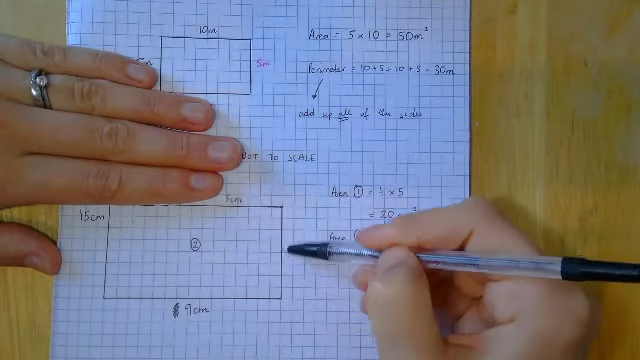 10m
5m
Area = 5 x 10 = 50m²
Perimeter = 10 + 5 + 10 + 5 = 30m
add up all of the sides
NOT TO SCALE
5cm
15cm
②
9cm
Area ① = 4 x 5
= 20
Area